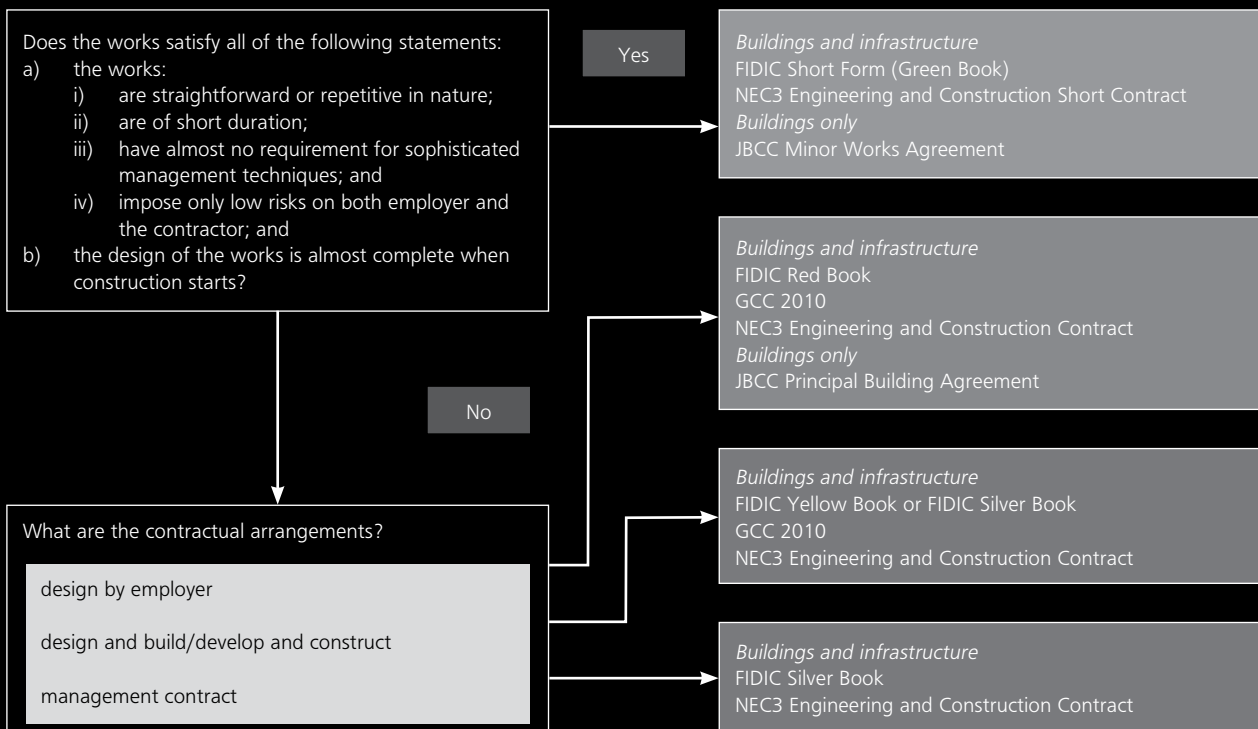 Does the works satisfy all of the following statements:
a) the works:
i) are straightforward or repetitive in nature;
ii) are of short duration;
iii) have almost no requirement for sophisticated
management techniques; and
iv) impose only low risks on both employer and
the contractor; and
b) the design of the works is almost complete when
construction starts?
Yes
Buildings and infrastructure
FIDIC Short Form (Green Book)
NEC3 Engineering and Construction Short Contract
Buildings only
JBCC Minor Works Agreement
Buildings and infrastructure
FIDIC Red Book
GCC 2010
NEC3 Engineering and Construction Contract
Buildings only
JBCC Principal Building Agreement
No
What are the contractual arrangements?
design by employer
design and build/develop and construct
management contract
Buildings and infrastructure
FIDIC Yellow Book or FIDIC Silver Book
GCC 2010
NEC3 Engineering and Construction Contract
Buildings and infrastructure
FIDIC Silver Book
NEC3 Engineering and Construction Contract